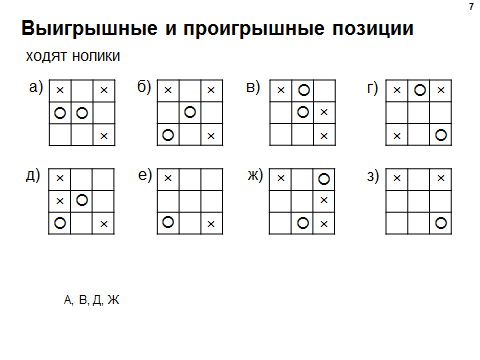 7
Выигрышные и проигрышные позиции
ходят нолики
а) б) в) г)
× × × × × О × О ×
О О О О ×
× О × × × О
д) е) ж) з)
× × × О × ×
× О ×
О × О × О × О
А, В, Д, Ж